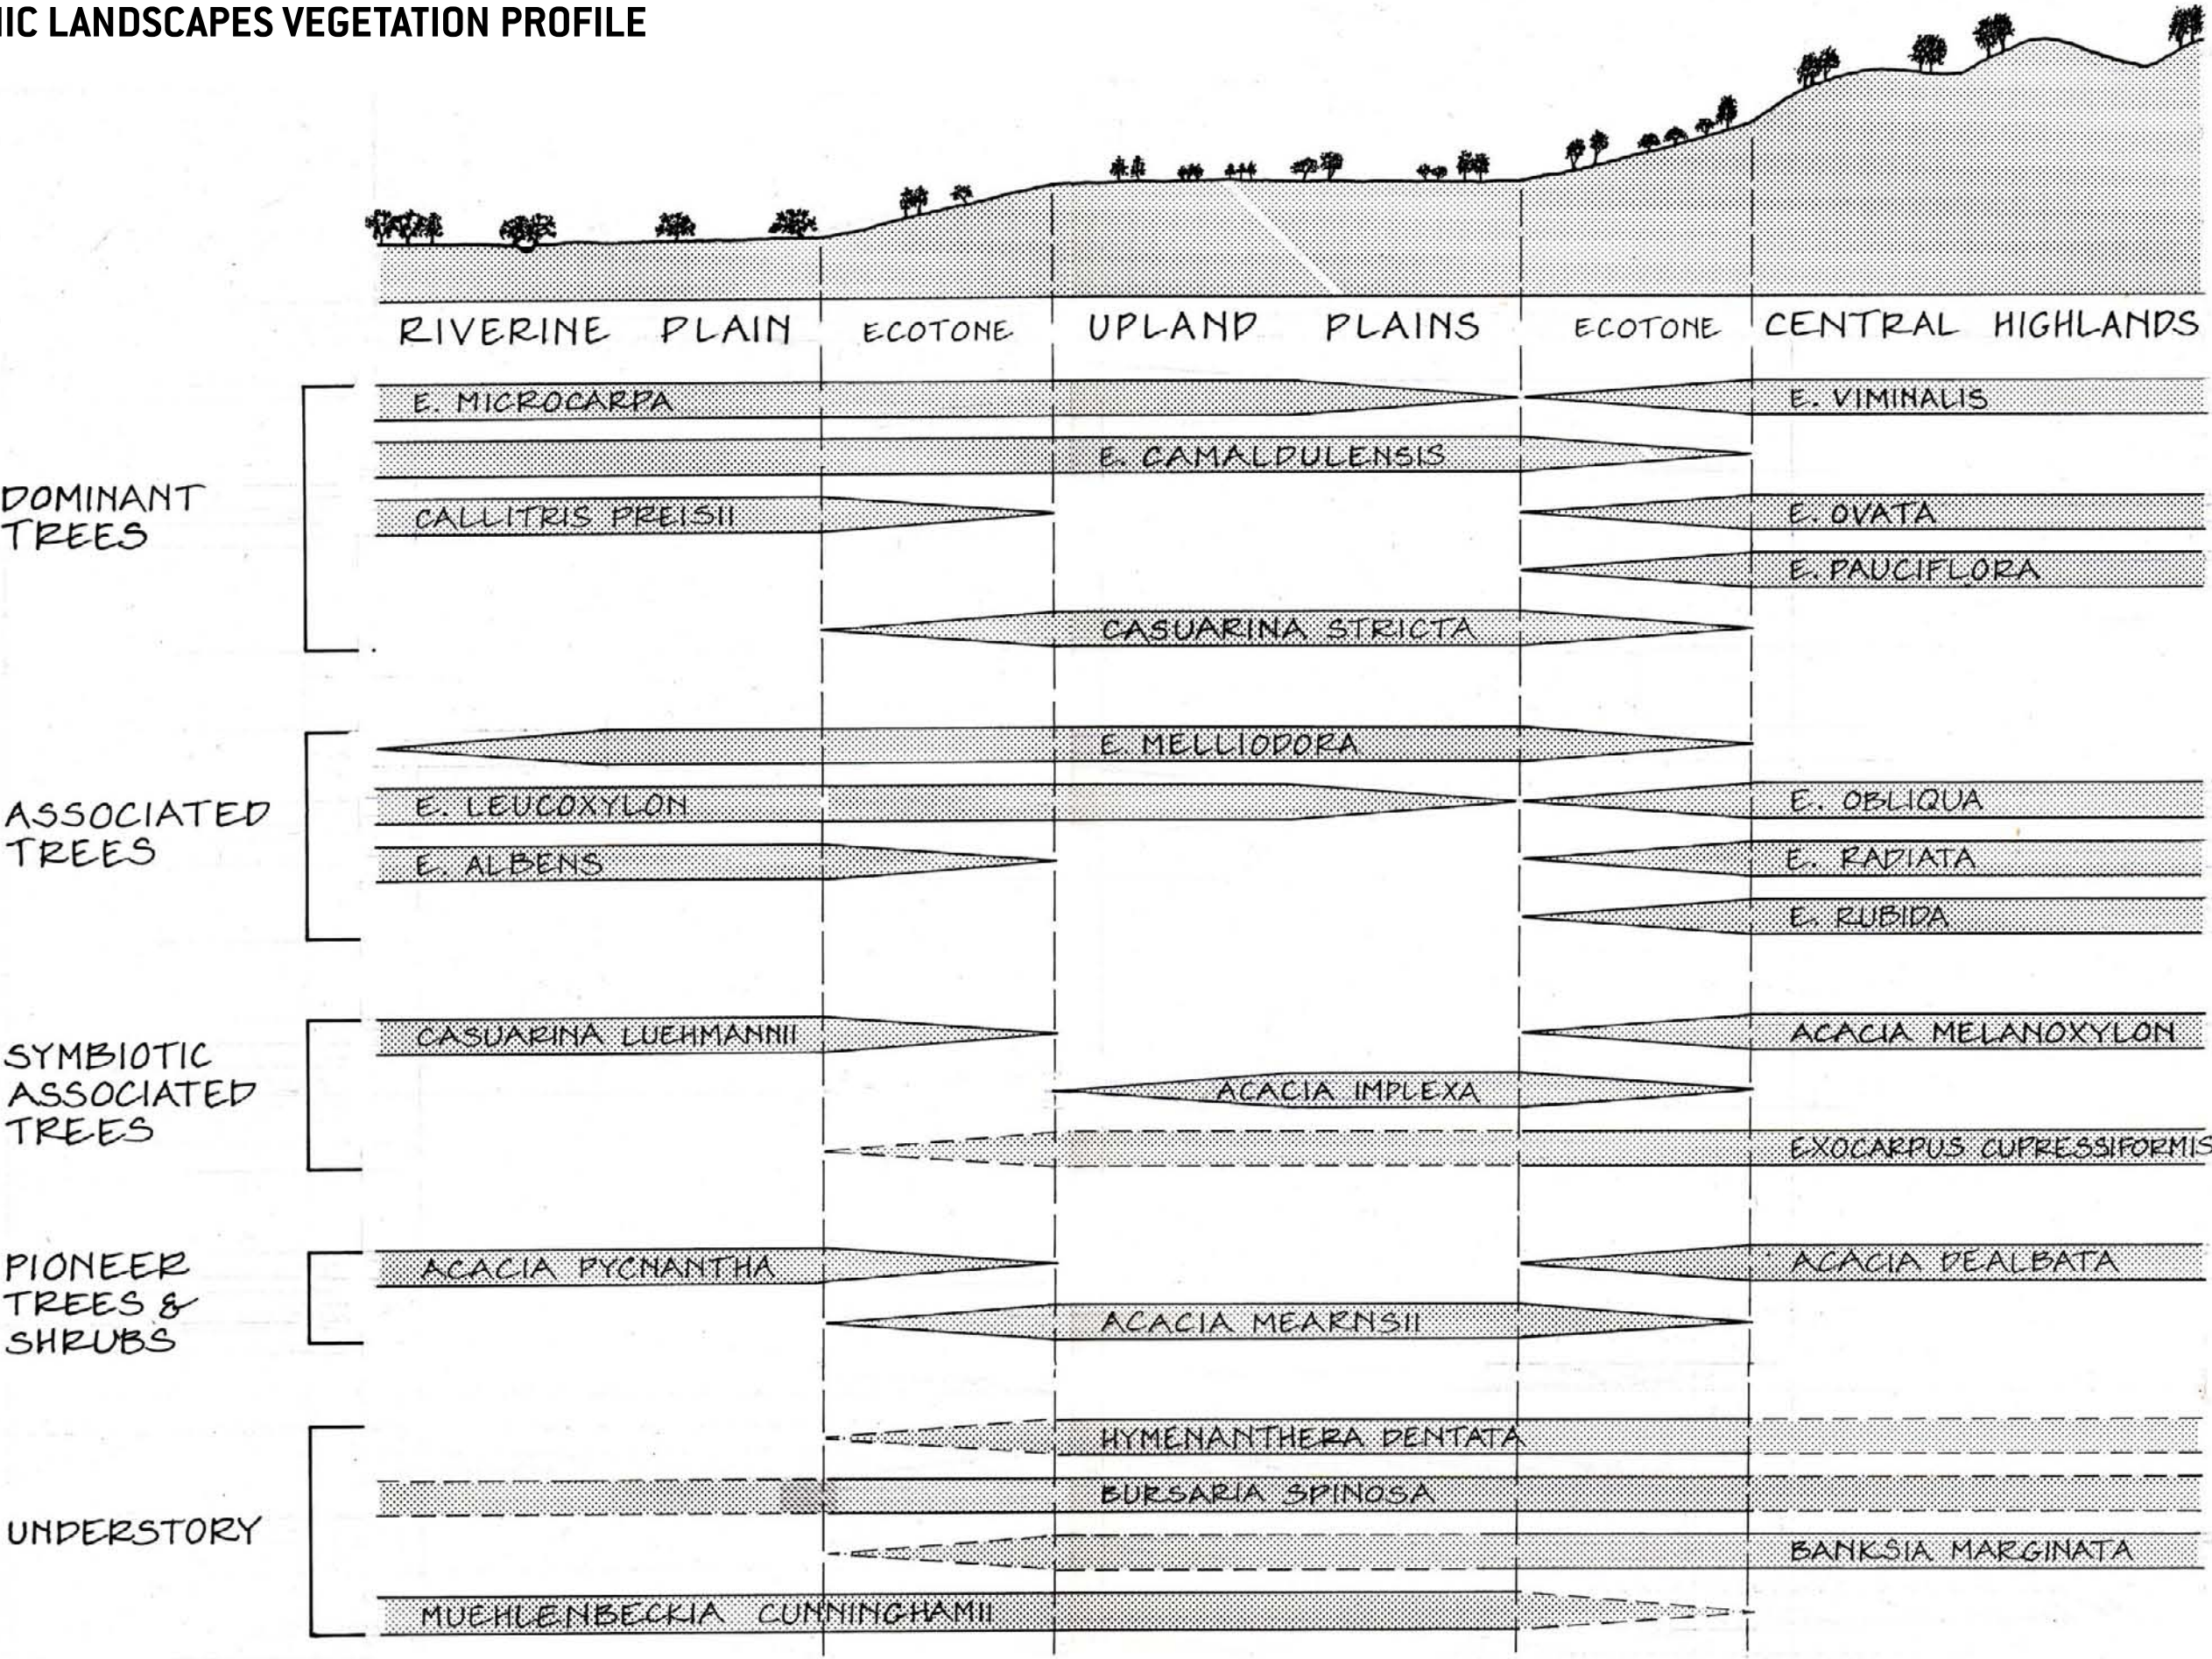 IC LANDSCAPES VEGETATION PROFILE
RIVERINE PLAIN ECOTONE UPLAND PLAINS ECOTONE CENTRAL HIGHLANDS
DOMINANT
TREES
E. MICROCARPA
E. VIMINALIS
E. CAMALDULENSIS
CALLITRIS PREISII
E. OVATA
E. PAUCIFLORA
CASUARINA STRICTA
ASSOCIATED
TREES
E. MELLIODORA
E. LEUCOXYLON
E. OBLIQUA
E. ALBENS
E. RADIATA
E. RUBIDA
SYMBIOTIC
ASSOCIATED
TREES
CASUARINA LUEHMANNII
ACACIA MELANOXYLON
ACACIA IMPLEXA
EXOCARPUS CUPRESSIFORMIS
PIONEER
TREES &
SHRUBS
ACACIA PYCNANTHA
ACACIA DEALBATA
ACACIA MEARNSII
UNDERSTORY
HYMENANTHERA DENTATA
BURSARIA SPINOSA
BANKSIA MARGINATA
MUEHLENBECKIA CUNNINGHAMII